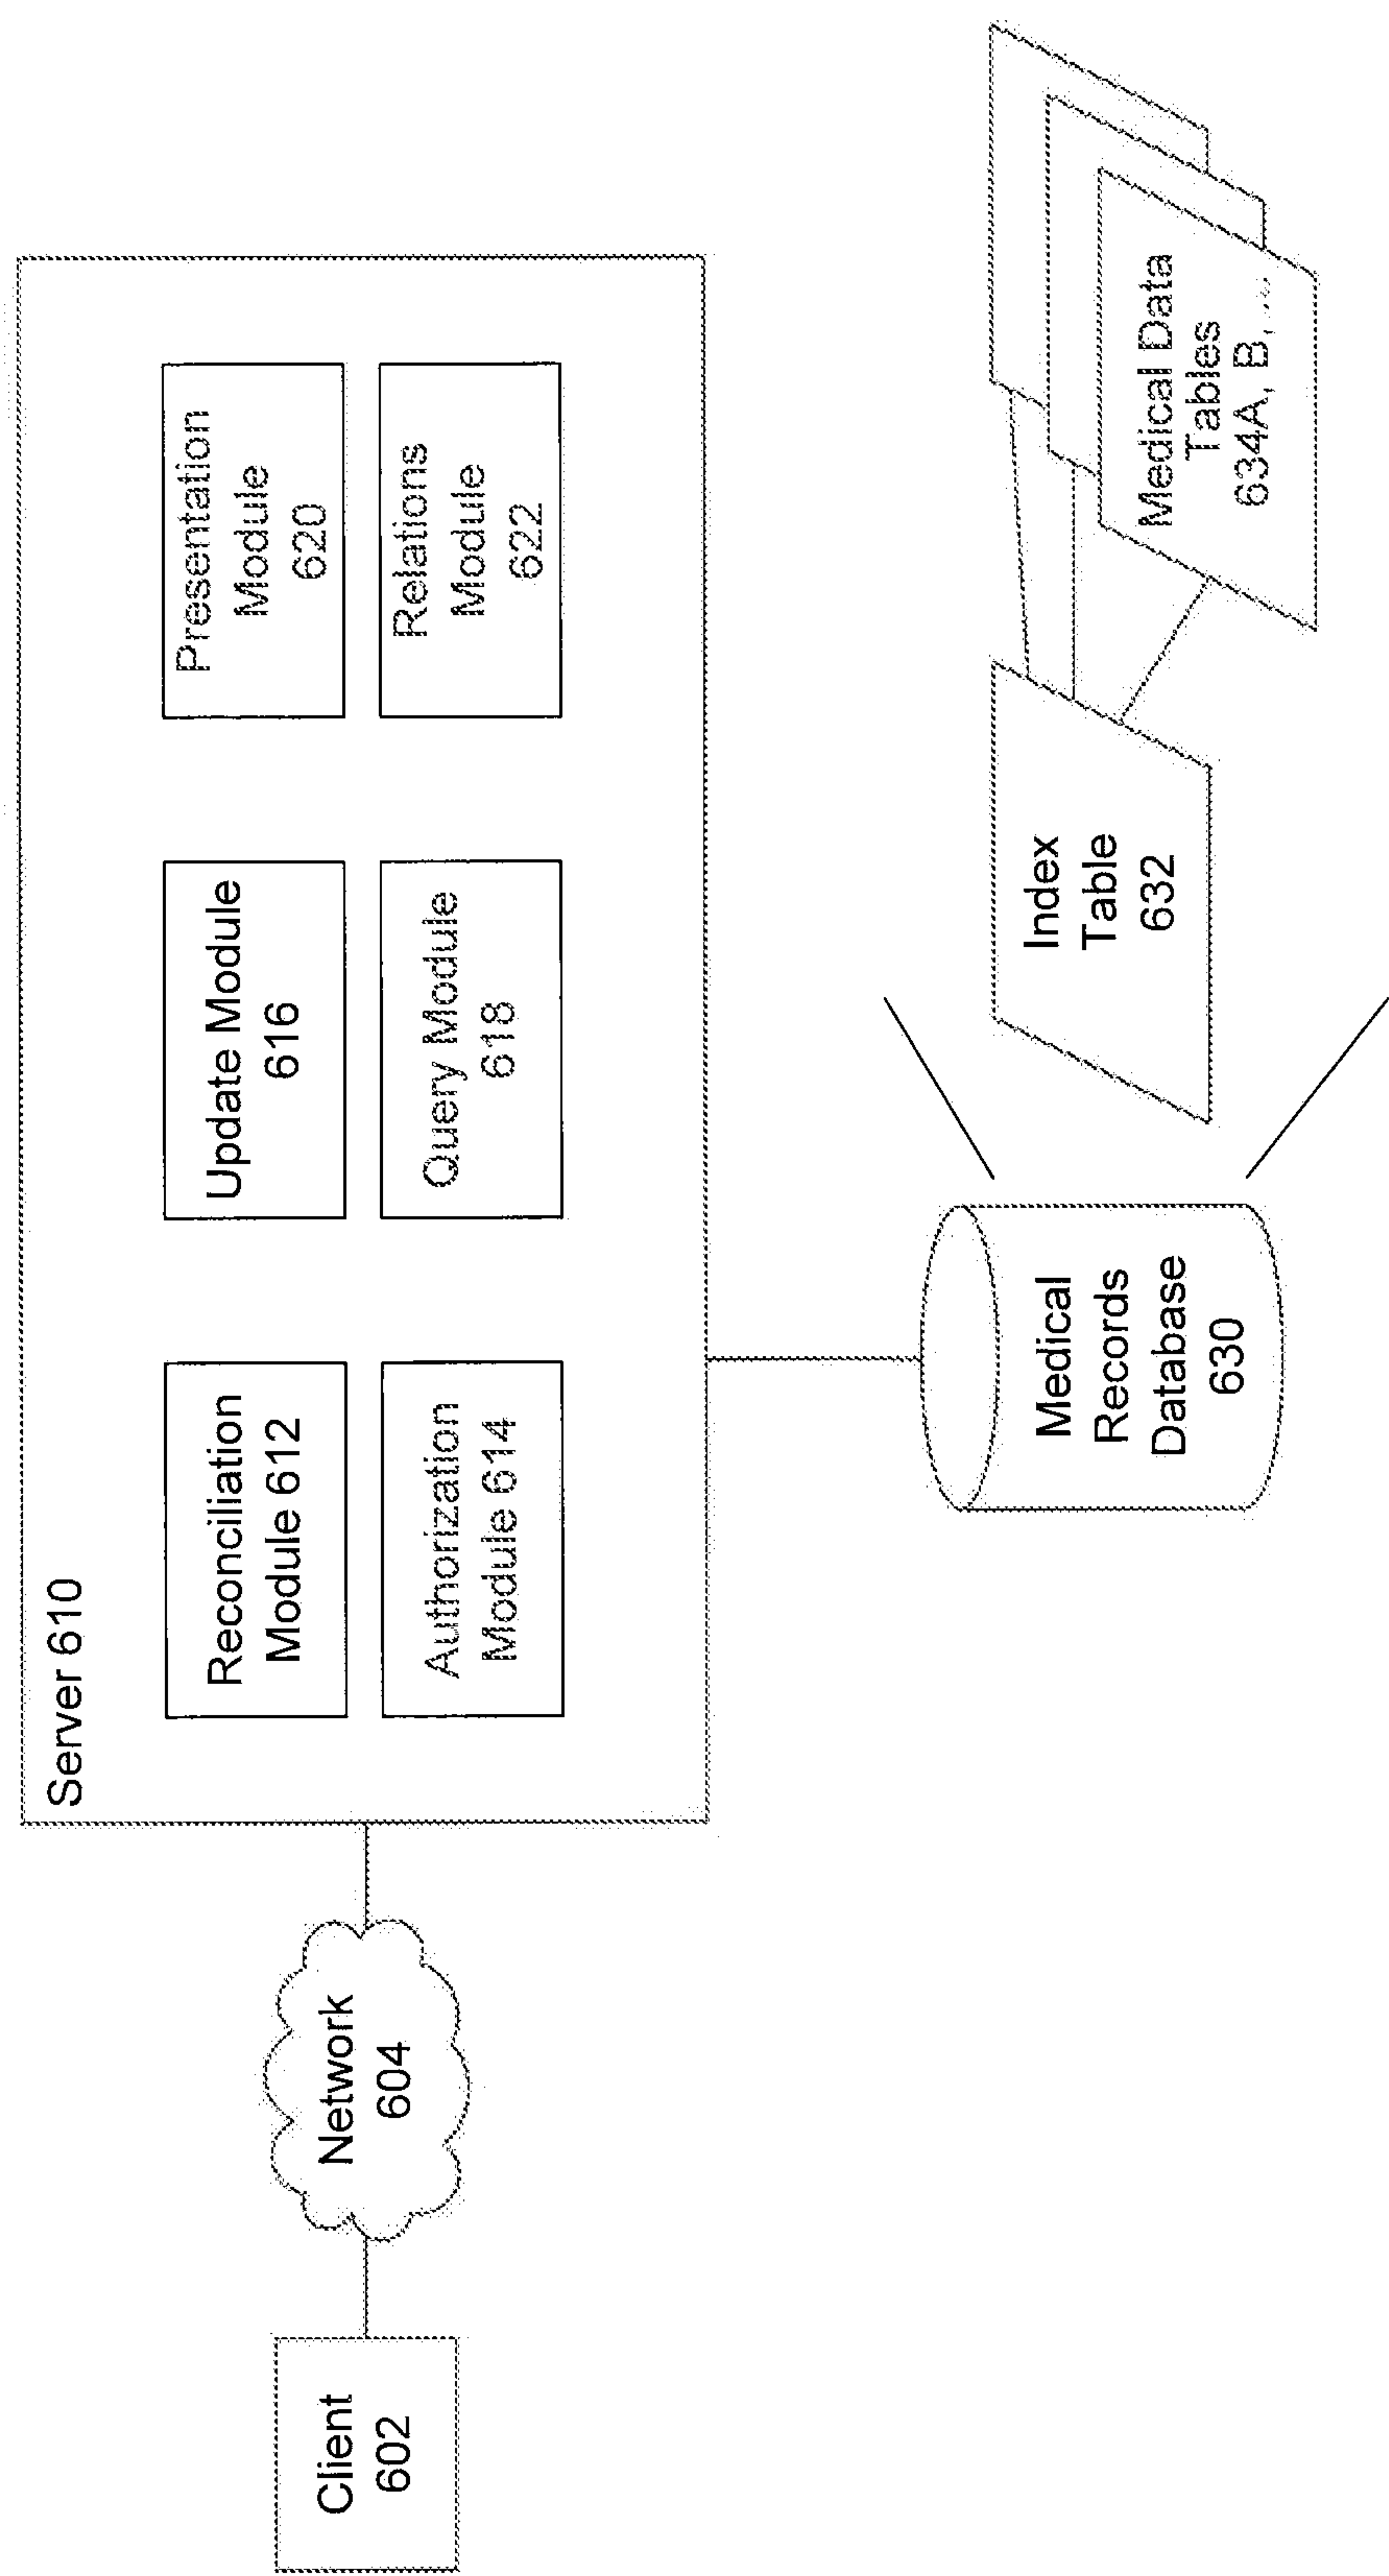 Server 610
Reconciliation
Module 612
Update Module
616
Presentation
Module
620
Authorization
Module 614
Query Module
618
Relations
Module
622
Client
602
Network
604
Medical
Records
Database
630
Index
Table
632
Medical Data
Tables
634A, B, ...